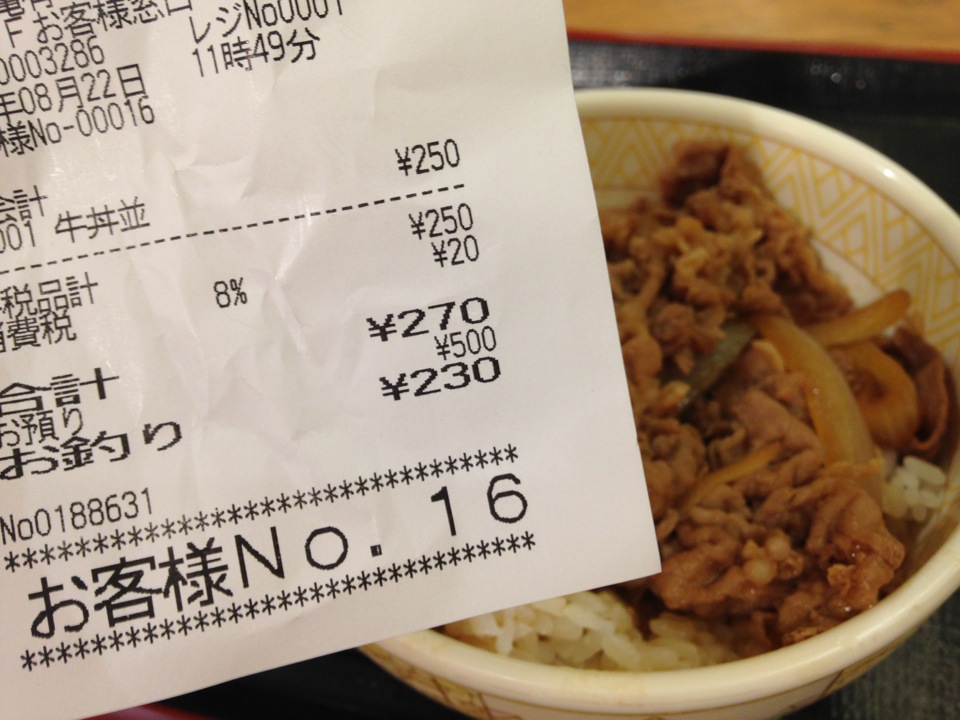 F お客様窓口
レジNo0001
0003286
11時49分
年08月22日
様No-00016
会計 ¥250
001 牛丼並
¥250
¥20
税品計 8%
消費税
¥270
¥500
¥230
合計
お預り
お釣り
No0188631
******************************
お客様No. 16
******************************